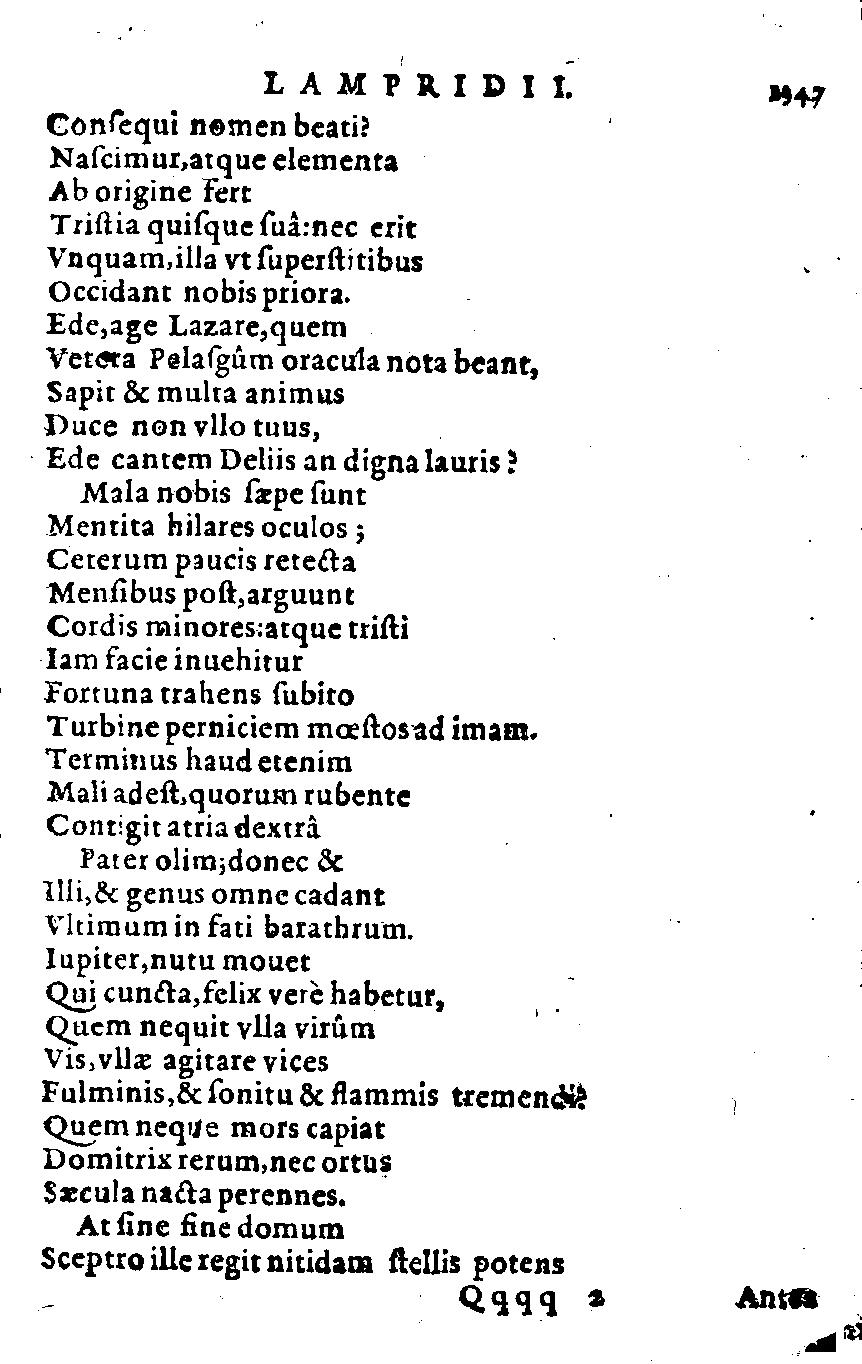 LAMPRIDII. 1347
Conſequi nomen beati?
Naſcimur,atque elementa
Ab origine fert
Triſtia quiſque ſuâ:nec erit
Vnquam,illa vt ſuperſtitibus
Occidant nobis priora.
Ede,age Lazare,quem
Vetera Pelaſgûm oracula nota beant,
Sapit & multa animus
Duce non vllo tuus,
Ede cantem Deliis an digna lauris?
Mala nobis ſæpe ſunt
Mentita hilares oculos;
Ceterum paucis retecta
Menſibus poſt,arguunt
Cordis minores:atque triſti
Iam facie inuehitur
Fortuna trahens ſubito
Turbine perniciem mœſtos ad imam.
Terminus haud etenim
Mali adeſt,quorum rubente
Contigit atria dextrâ
Pater olim;donec &
Illi,& genus omne cadant
Vltimum in fati barathrum.
Iupiter,nutu mouet
Qui cuncta,felix verè habetur,
Quem nequit vlla virûm
Vis,vllæ agitare vices
Fulminis,& ſonitu & flammis tremendi?
Quem neque mors capiat
Domitrix rerum,nec ortus
Sæcula nacta perennes.
At ſine fine domum
Sceptro ille regit nitidam ſtellis potens
Qqqq 2